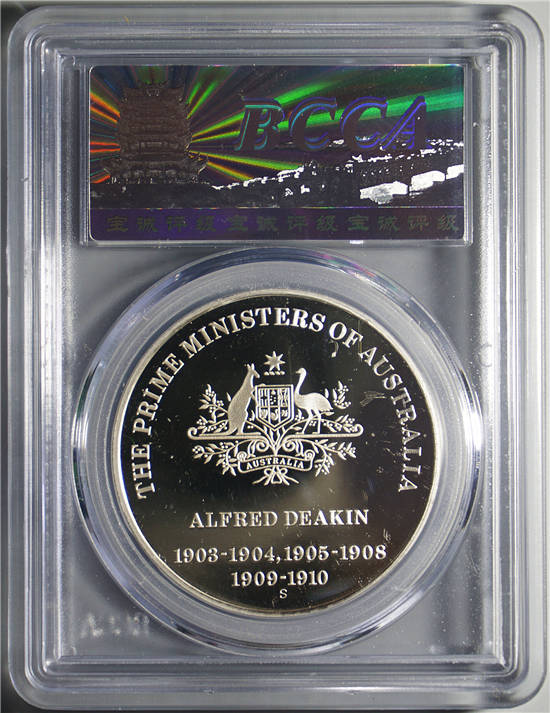 BCCA
宝诚评级 宝诚评级 宝诚评级
THE PRIME MINISTERS OF AUSTRALIA
AUSTRALIA
ALFRED DEAKIN
1903-1904, 1905-1908
1909-1910
S